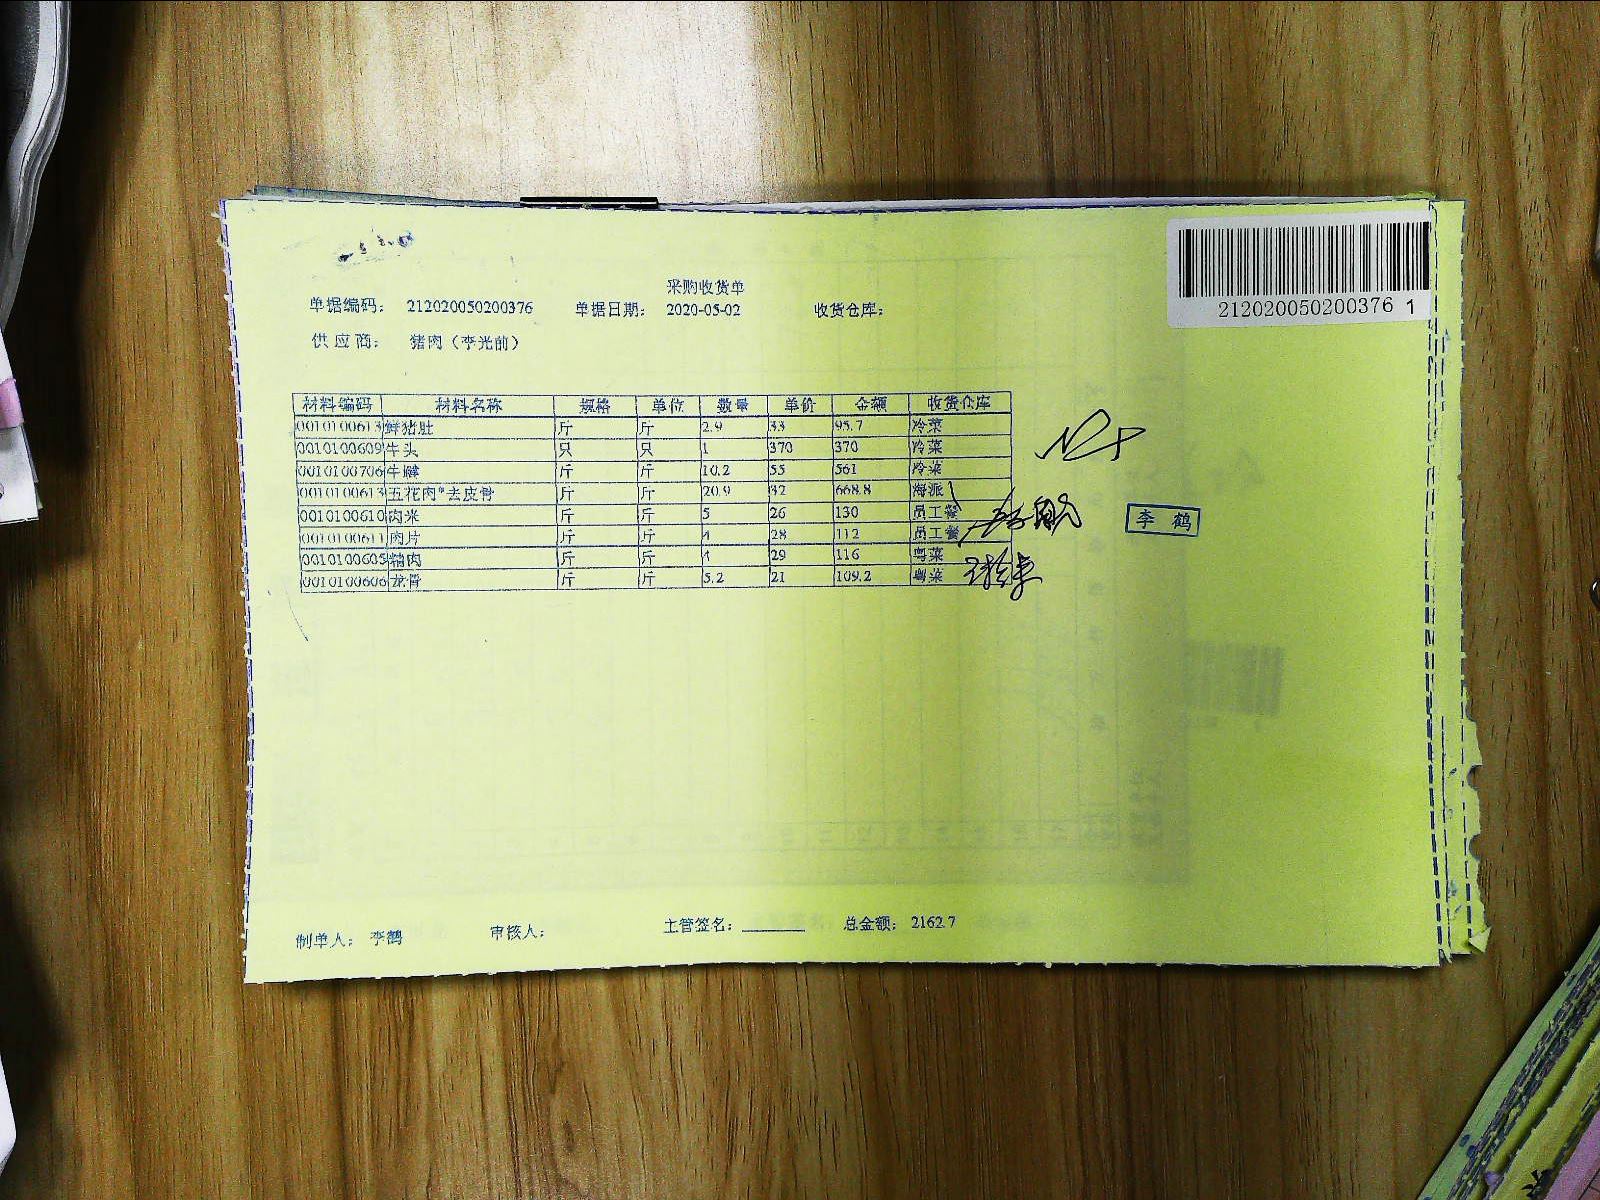 采购收货单
单据编码： 212020050200376 单据日期： 2020-05-02 收货仓库：
212020050200376 1
供应商： 猪肉（李光前）
材料编码 材料名称 规格 单位 数量 单价 金额 收货仓库
0010100613 鲜猪肚 斤 斤 2.9 33 95.7 冷菜
0010100609 牛头 只 只 1 370 370 冷菜
0010100706 牛腱 斤 斤 10.2 55 561 冷菜
0010100613 五花肉*去皮骨 斤 斤 20.9 32 668.8 海派
0010100610 肉米 斤 斤 5 26 130 员工餐
0010100611 肉片 斤 斤 4 28 112 员工餐
0010100605 精肉 斤 斤 4 29 116 粤菜
0010100606 龙骨 斤 斤 5.2 21 109.2 粤菜
李鹤
制单人： 李鹤 审核人： 主管签名：________ 总金额： 2162.7